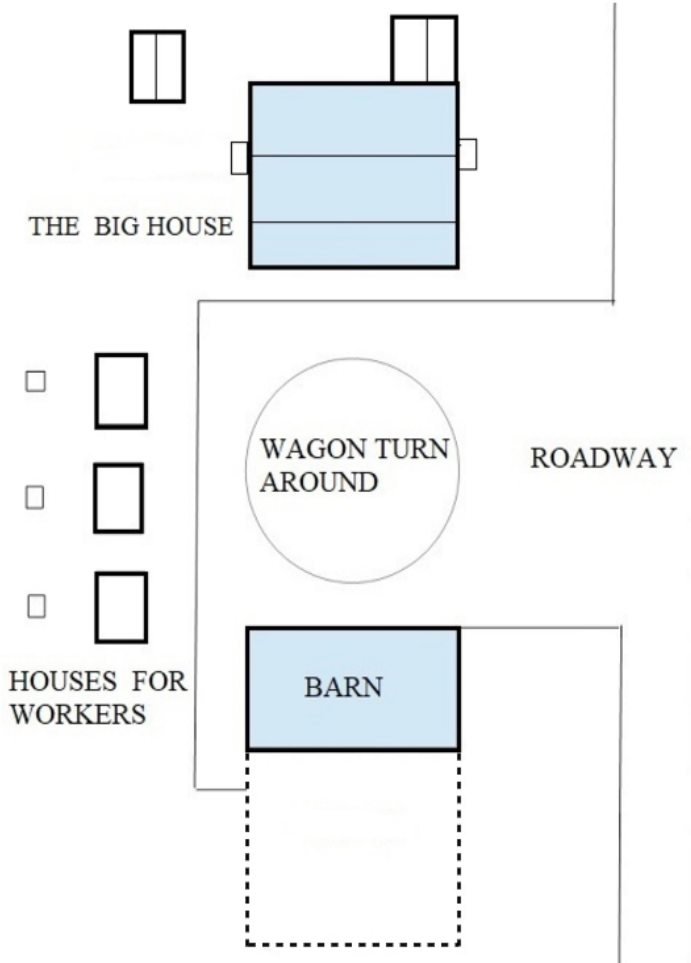 THE BIG HOUSE
WAGON TURN
AROUND
ROADWAY
HOUSES FOR
WORKERS
BARN